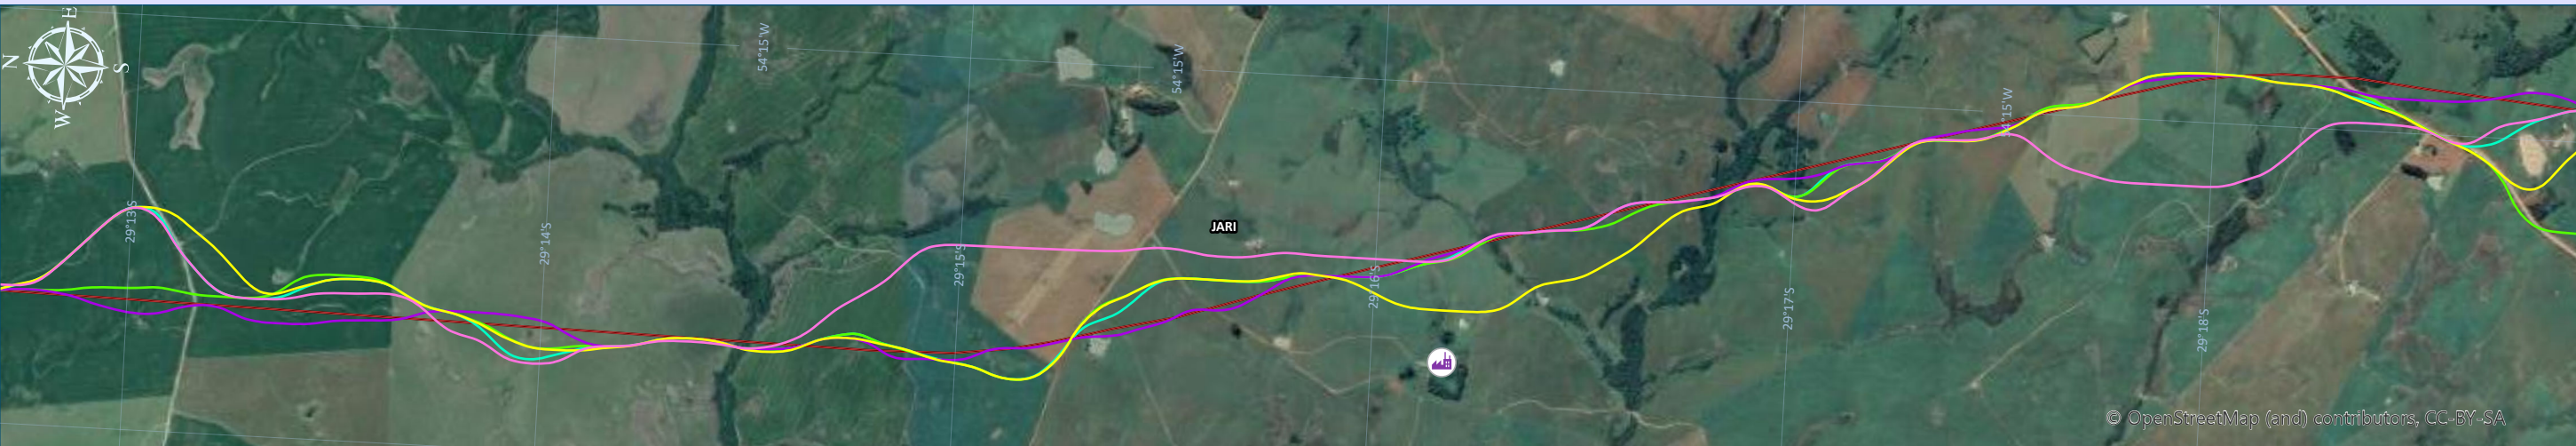 E
N
S
W
54°15'W
54°15'W
54°15'W
29°13'S
29°14'S
29°15'S
29°16'S
29°17'S
29°18'S
JARI
© OpenStreetMap (and) contributors, CC-BY-SA